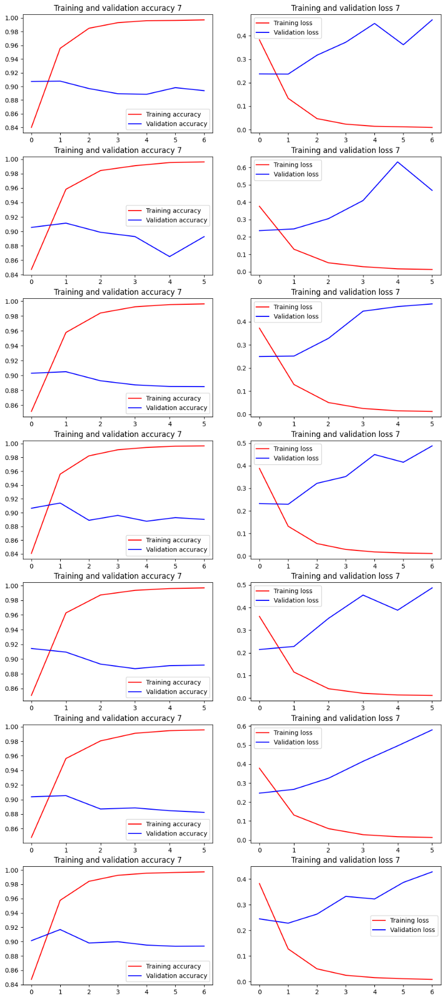 Training and validation accuracy 7
1.00
0.98
0.96
0.94
0.92
0.90
0.88
0.86
0.84
Training accuracy
Validation accuracy
0 1 2 3 4 5 6
Training and validation loss 7
Training loss
Validation loss
0.4
0.3
0.2
0.1
0.0
0 1 2 3 4 5 6
Training and validation accuracy 7
1.00
0.98
0.96
0.94
0.92
0.90
0.88
0.86
0.84
Training accuracy
Validation accuracy
0 1 2 3 4 5
Training and validation loss 7
Training loss
Validation loss
0.6
0.5
0.4
0.3
0.2
0.1
0.0
0 1 2 3 4 5
Training and validation accuracy 7
1.00
0.98
0.96
0.94
0.92
0.90
0.88
0.86
Training accuracy
Validation accuracy
0 1 2 3 4 5
Training and validation loss 7
Training loss
Validation loss
0.4
0.3
0.2
0.1
0.0
0 1 2 3 4 5
Training and validation accuracy 7
1.00
0.98
0.96
0.94
0.92
0.90
0.88
0.86
0.84
Training accuracy
Validation accuracy
0 1 2 3 4 5 6
Training and validation loss 7
Training loss
Validation loss
0.5
0.4
0.3
0.2
0.1
0.0
0 1 2 3 4 5 6
Training and validation accuracy 7
1.00
0.98
0.96
0.94
0.92
0.90
0.88
0.86
Training accuracy
Validation accuracy
0 1 2 3 4 5
Training and validation loss 7
Training loss
Validation loss
0.5
0.4
0.3
0.2
0.1
0.0
0 1 2 3 4 5
Training and validation accuracy 7
1.00
0.98
0.96
0.94
0.92
0.90
0.88
0.86
Training accuracy
Validation accuracy
0 1 2 3 4 5
Training and validation loss 7
Training loss
Validation loss
0.6
0.5
0.4
0.3
0.2
0.1
0.0
0 1 2 3 4 5
Training and validation accuracy 7
1.00
0.98
0.96
0.94
0.92
0.90
0.88
0.86
0.84
Training accuracy
Validation accuracy
0 1 2 3 4 5 6
Training and validation loss 7
0.4
0.3
0.2
0.1
0.0
Training loss
Validation loss
0 1 2 3 4 5 6